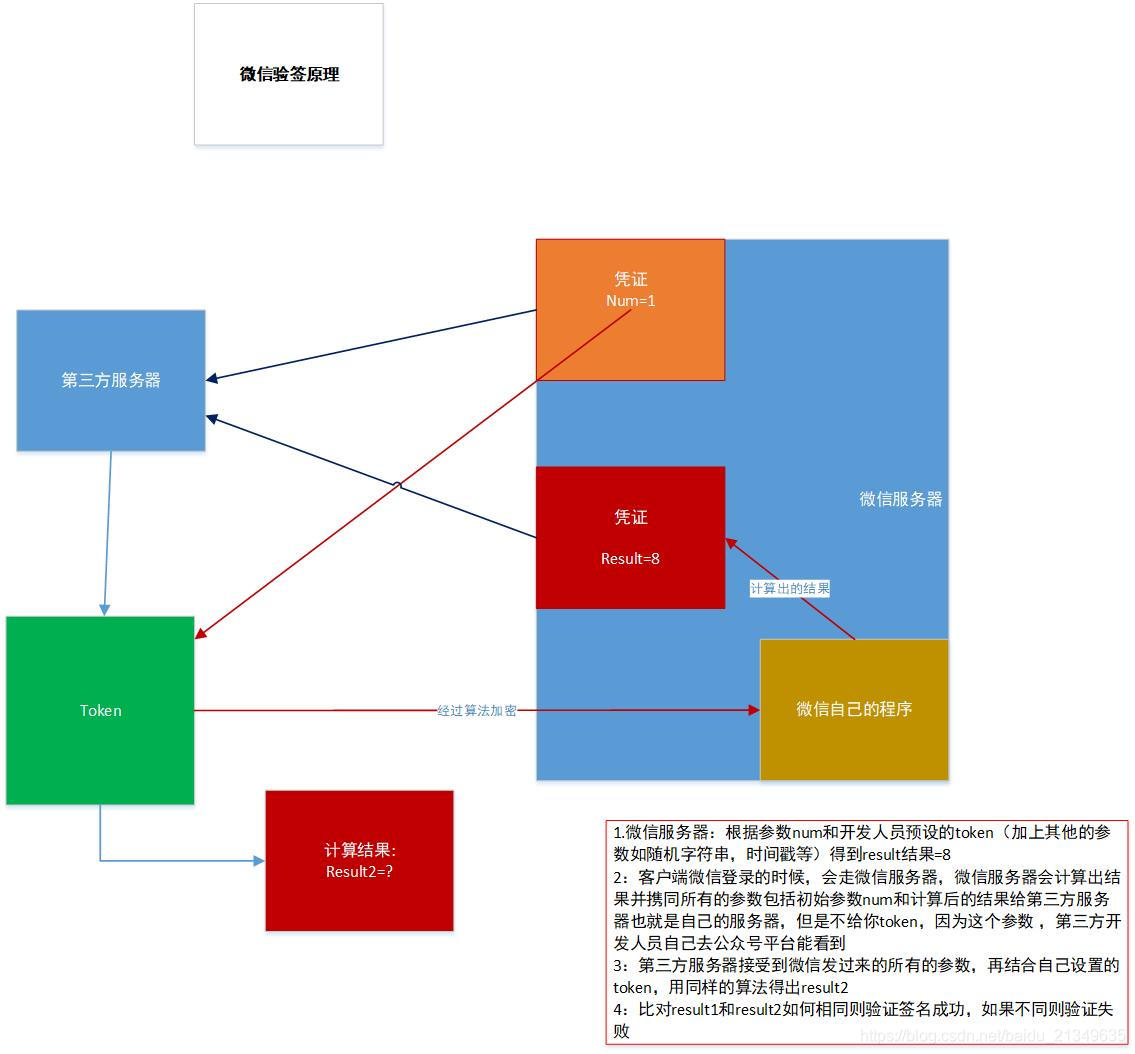 微信验签原理
凭证
Num=1
第三方服务器
微信服务器
凭证
Result=8
计算出的结果
Token
经过算法加密
微信自己的程序
计算结果:
Result2=?
1.微信服务器：根据参数num和开发人员预设的token（加上其他的参
数如随机字符串，时间戳等）得到result结果=8
2：客户端微信登录的时候，会走微信服务器，微信服务器会计算出结
果并携同所有的参数包括初始参数num和计算后的结果给第三方服务
器也就是自己的服务器，但是不给你token，因为这个参数 ，第三方开
发人员自己去公众号平台能看到
3：第三方服务器接受到微信发过来的所有的参数，再结合自己设置的
token，用同样的算法得出result2
4：比对result1和result2如何相同则验证签名成功，如果不同则验证失
败
https://blog.csdn.net/baidu_21349635